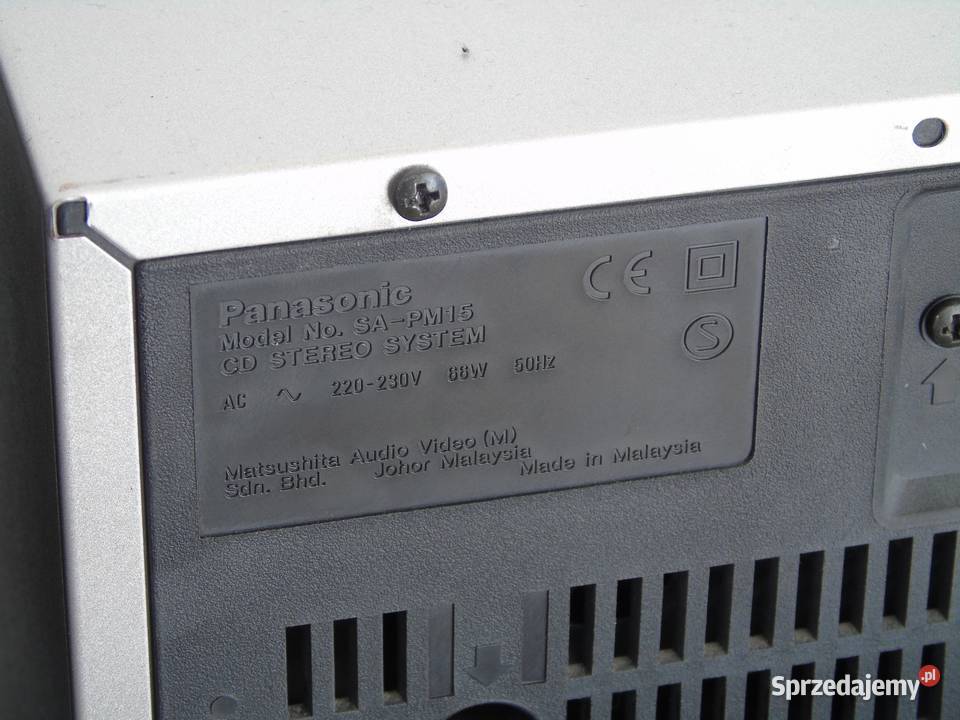 Panasonic
Model No. SA-PM15
CD STEREO SYSTEM
AC ∿ 220-230V 88W 50Hz
Matsushita Audio Video (M)
Sdn. Bhd. Johor Malaysia Made in Malaysia
CE
S
Sprzedajemy.pl